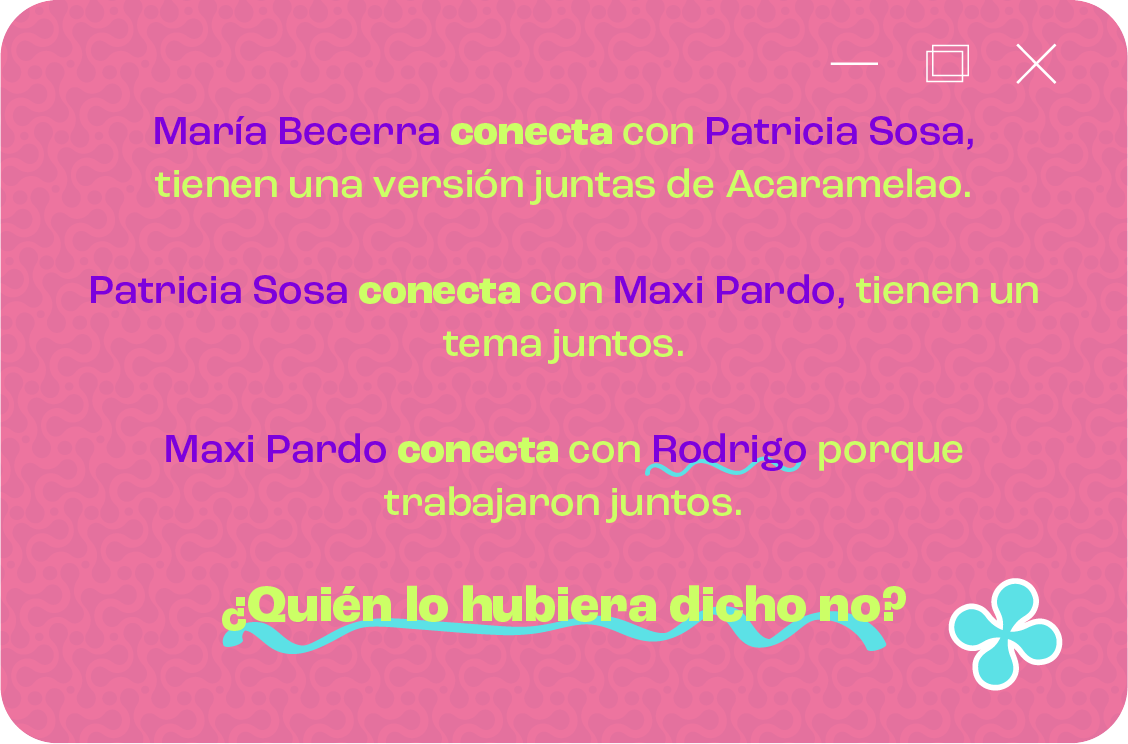 María Becerra conecta con Patricia Sosa,
tienen una versión juntas de Acaramelao.
Patricia Sosa conecta con Maxi Pardo, tienen un
tema juntos.
Maxi Pardo conecta con Rodrigo porque
trabajaron juntos.
¿Quién lo hubiera dicho no?